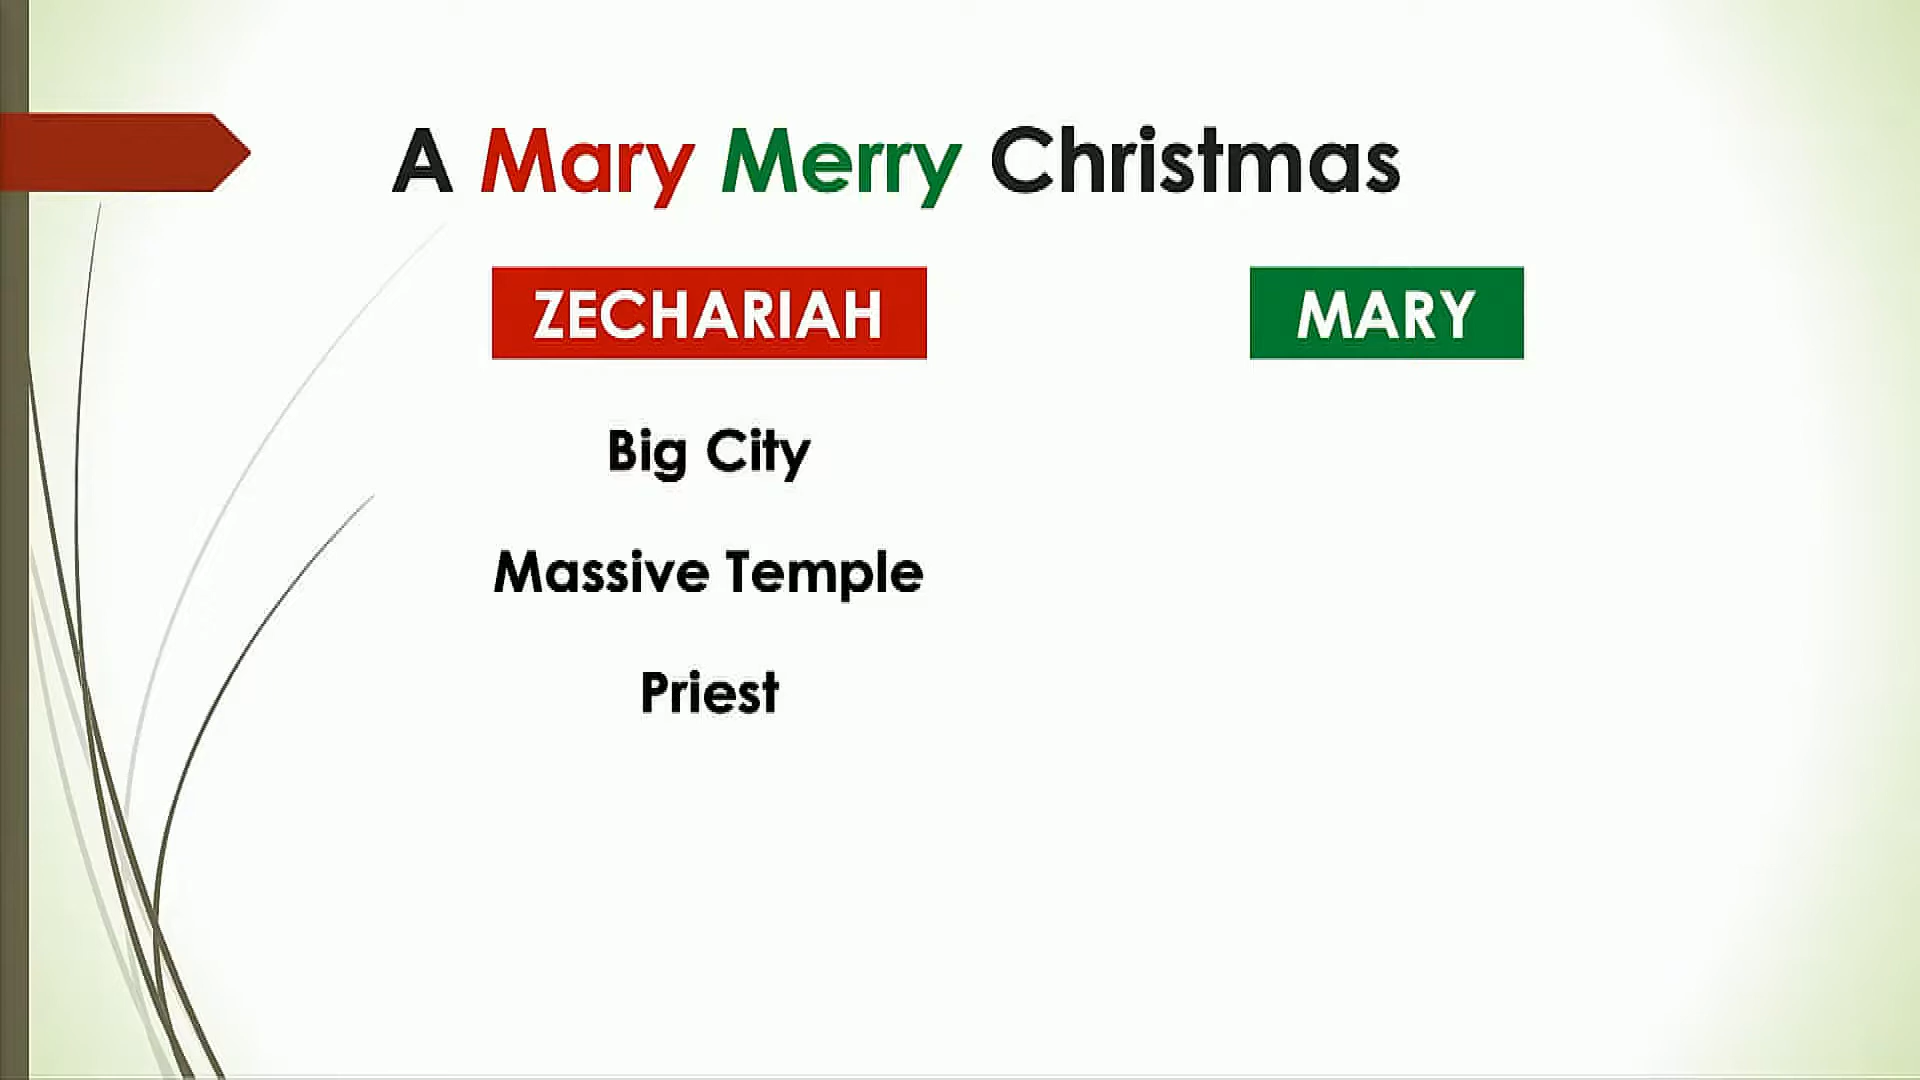 A Mary Merry Christmas
ZECHARIAH
MARY
Big City
Massive Temple
Priest